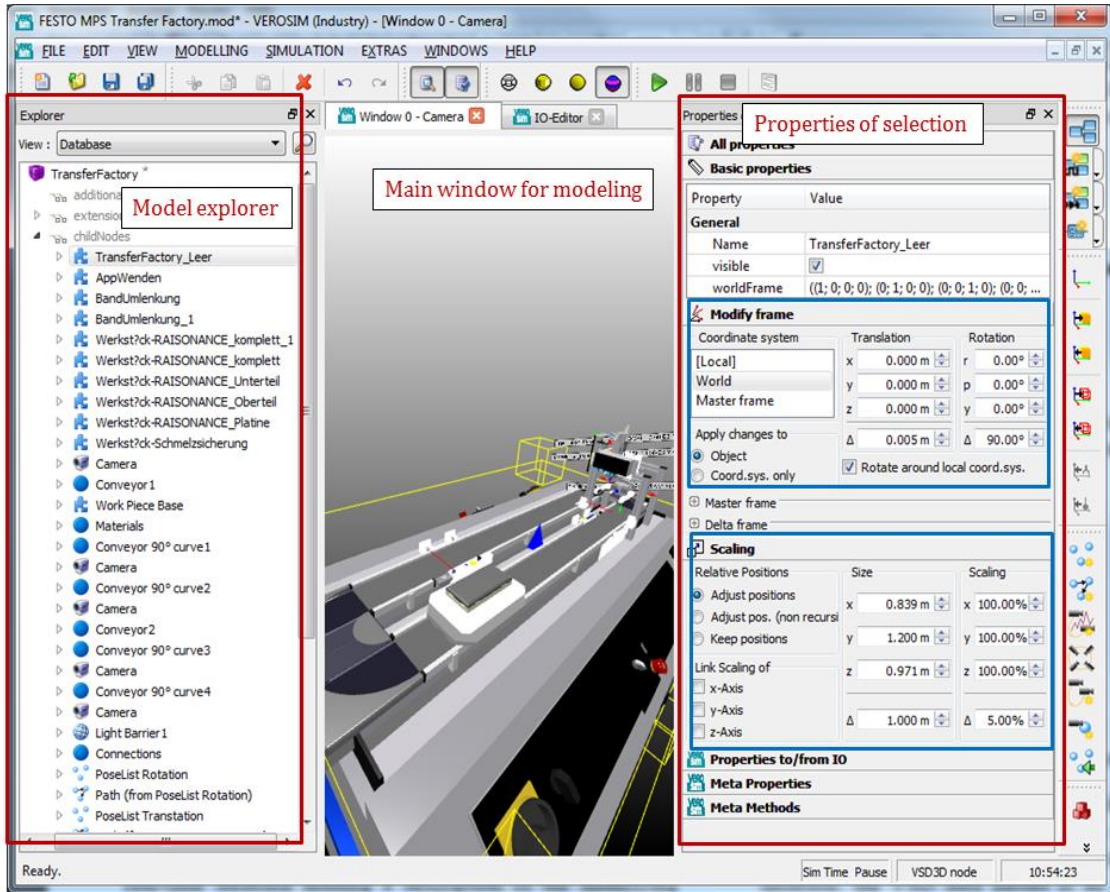 FESTO MPS Transfer Factory.mod* - VEROSIM (Industry) - [Window 0 - Camera]
FILE EDIT VIEW MODELLING SIMULATION EXTRAS WINDOWS HELP
Explorer
View : Database
TransferFactory *
additiona
extension
childNodes
Model explorer
TransferFactory_Leer
AppWenden
BandUmlenkung
BandUmlenkung_1
Werkst?ck-RAISONANCE_komplett_1
Werkst?ck-RAISONANCE_komplett
Werkst?ck-RAISONANCE_Unterteil
Werkst?ck-RAISONANCE_Oberteil
Werkst?ck-RAISONANCE_Platine
Werkst?ck-Schmelzsicherung
Camera
Conveyor1
Work Piece Base
Materials
Conveyor 90° curve1
Camera
Conveyor 90° curve2
Camera
Conveyor2
Conveyor 90° curve3
Camera
Conveyor 90° curve4
Camera
Light Barrier1
Connections
PoseList Rotation
Path (from PoseList Rotation)
PoseList Transtation
Window 0 - Camera IO-Editor
Main window for modeling
Properties
Properties of selection
All properties
Basic properties
Property Value
General
Name TransferFactory_Leer
visible
worldFrame ((1; 0; 0; 0); (0; 1; 0; 0); (0; 0; 1; 0); (0; 0; ...
Modify frame
Coordinate system Translation Rotation
[Local] x 0.000 m r 0.00°
World y 0.000 m p 0.00°
Master frame z 0.000 m y 0.00°
Apply changes to Δ 0.005 m Δ 90.00°
Object
Rotate around local coord.sys.
Coord.sys. only
Master frame
Delta frame
Scaling
Relative Positions Size Scaling
Adjust positions x 0.839 m x 100.00%
Adjust pos. (non recursi
Keep positions y 1.200 m y 100.00%
Link Scaling of z 0.971 m z 100.00%
x-Axis
y-Axis Δ 1.000 m Δ 5.00%
z-Axis
Properties to/from IO
Meta Properties
Meta Methods
Ready. Sim Time Pause VSD3D node 10:54:23